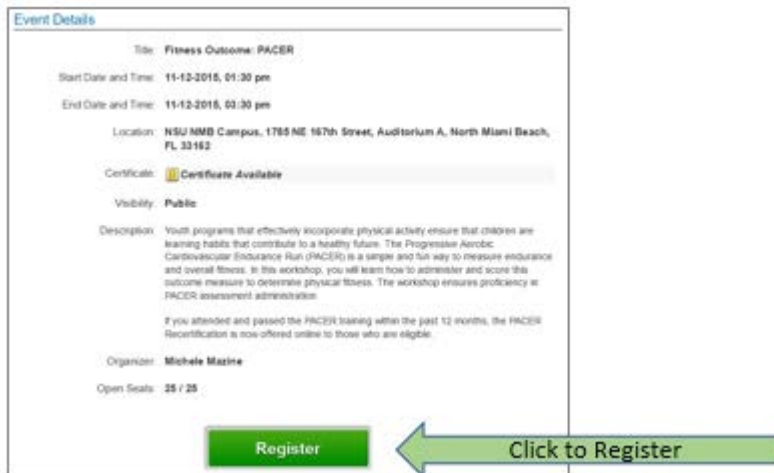 Event Details
Title: Fitness Outcome: PACER
Start Date and Time: 11-12-2015, 01:30 pm
End Date and Time: 11-12-2015, 03:30 pm
Location: NSU NMB Campus, 1785 NE 167th Street, Auditorium A, North Miami Beach,
FL 33162
Certificate: Certificate Available
Visibility: Public
Description: Youth programs that effectively incorporate physical activity ensure that children are
learning habits that contribute to a healthy future. The Progressive Aerobic
Cardiovascular Endurance Run (PACER) is a simple and fun way to measure endurance
and overall fitness. In this workshop, you will learn how to administer and score this
outcome measure to determine physical fitness. The workshop ensures proficiency in
PACER assessment administration.
If you attended and passed the PACER training within the past 12 months, the PACER
Recertification is now offered online to those who are eligible.
Organizer: Michele Mazine
Open Seats: 25 / 25
Register
Click to Register